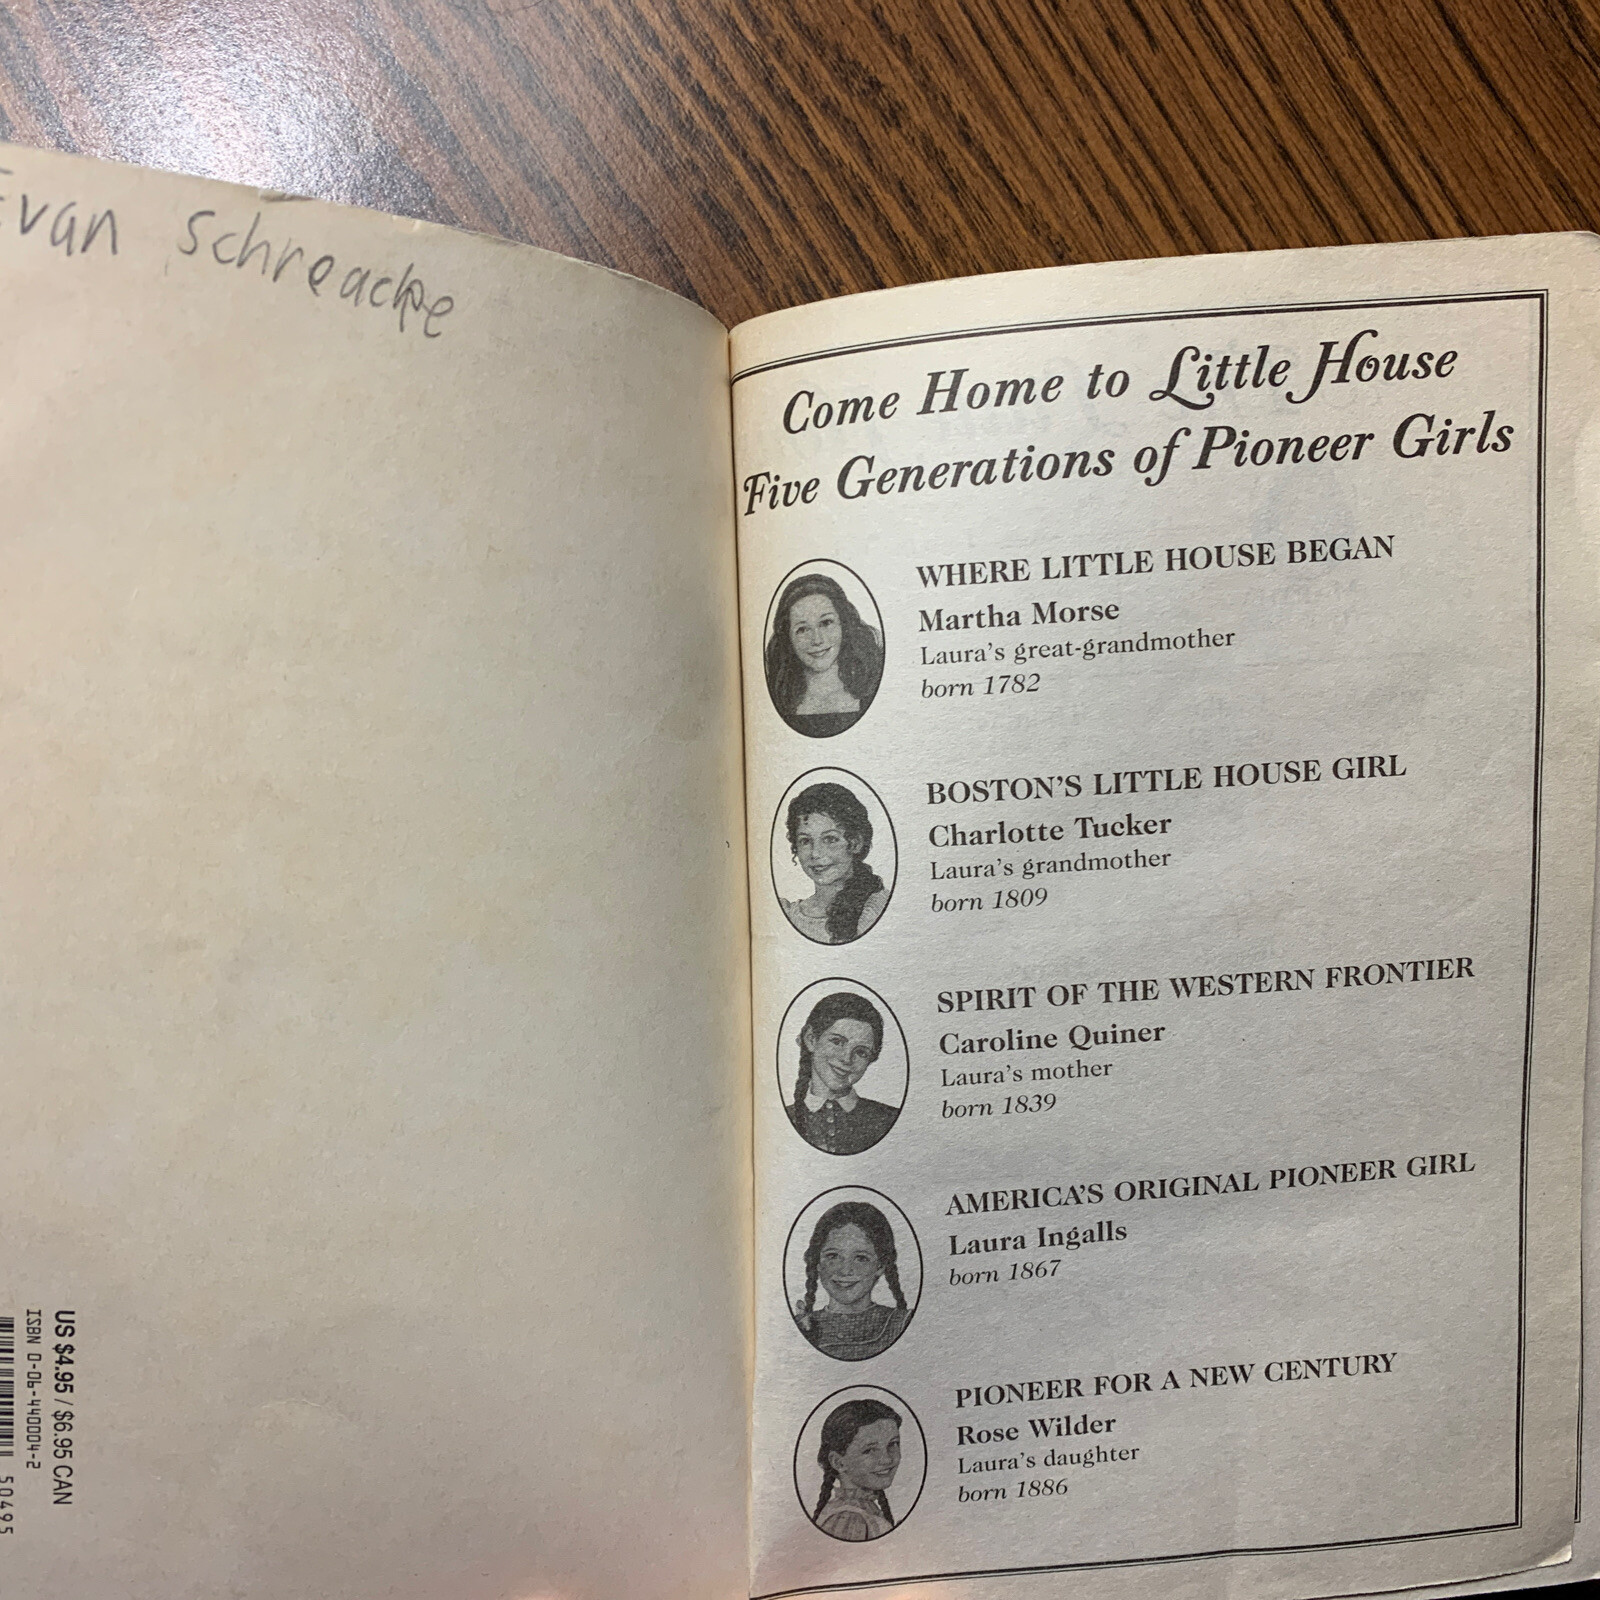 Evan Schroacke
US $4.95 / $6.95 CAN
ISBN 0-06-440004-2
50495
Come Home to Little House
Five Generations of Pioneer Girls
WHERE LITTLE HOUSE BEGAN
Martha Morse
Laura's great-grandmother
born 1782
BOSTON'S LITTLE HOUSE GIRL
Charlotte Tucker
Laura's grandmother
born 1809
SPIRIT OF THE WESTERN FRONTIER
Caroline Quiner
Laura's mother
born 1839
AMERICA'S ORIGINAL PIONEER GIRL
Laura Ingalls
born 1867
PIONEER FOR A NEW CENTURY
Rose Wilder
Laura's daughter
born 1886